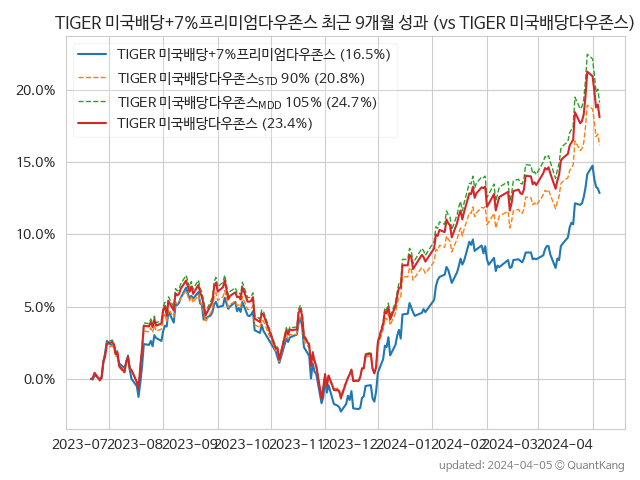 TIGER 미국배당+7%프리미엄다우존스 최근 9개월 성과 (vs TIGER 미국배당다우존스)
TIGER 미국배당+7%프리미엄다우존스 (16.5%)
TIGER 미국배당다우존스STD 90% (20.8%)
TIGER 미국배당다우존스MDD 105% (24.7%)
TIGER 미국배당다우존스 (23.4%)
20.0%
15.0%
10.0%
5.0%
0.0%
2023-07 2023-08 2023-09 2023-10 2023-11 2023-12 2024-01 2024-02 2024-03 2024-04
updated: 2024-04-05 © QuantKang